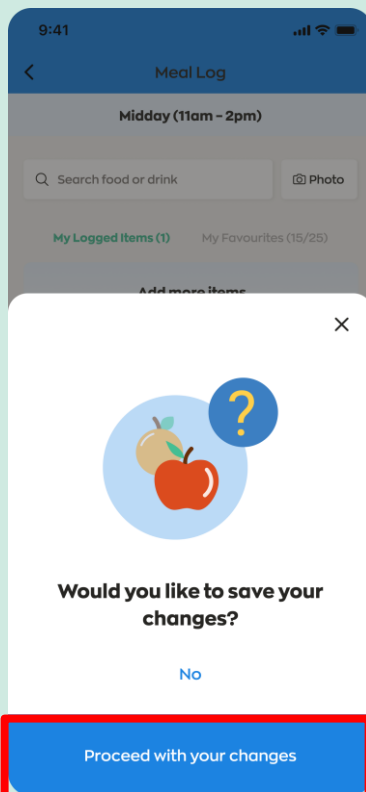 9:41
Meal Log
Midday (11am - 2pm)
Search food or drink
Photo
My Logged Items (1)
My Favourites (15/25)
Add more items
?
Would you like to save your
changes?
No
Proceed with your changes